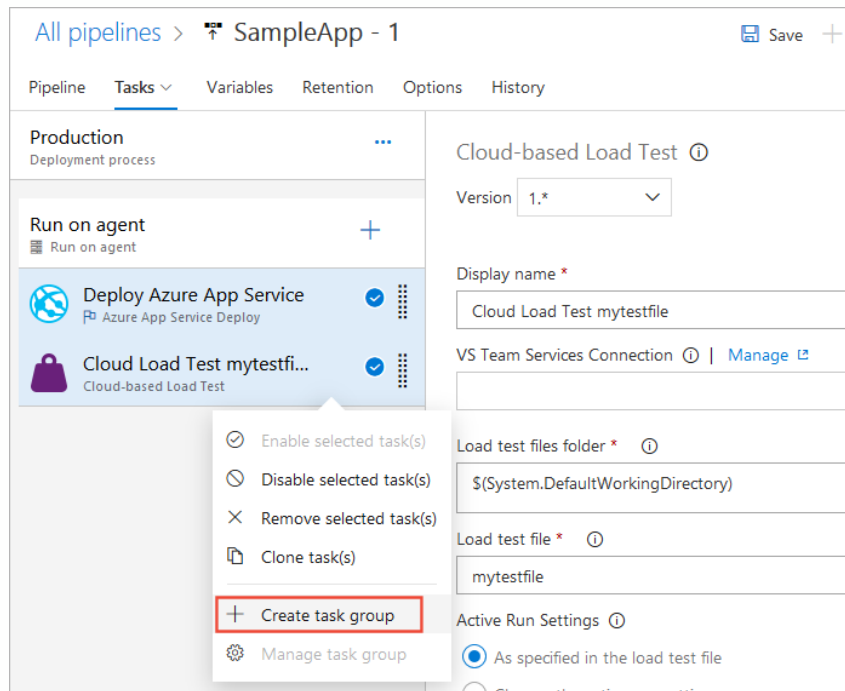 All pipelines > SampleApp - 1
Save
Pipeline Tasks Variables Retention Options History
Production
Deployment process
Run on agent
Run on agent
Deploy Azure App Service
Azure App Service Deploy
Cloud Load Test mytestfi...
Cloud-based Load Test
Enable selected task(s)
Disable selected task(s)
Remove selected task(s)
Clone task(s)
Create task group
Manage task group
Cloud-based Load Test
Version 1.*
Display name *
Cloud Load Test mytestfile
VS Team Services Connection | Manage
Load test files folder *
$(System.DefaultWorkingDirectory)
Load test file *
mytestfile
Active Run Settings
As specified in the load test file